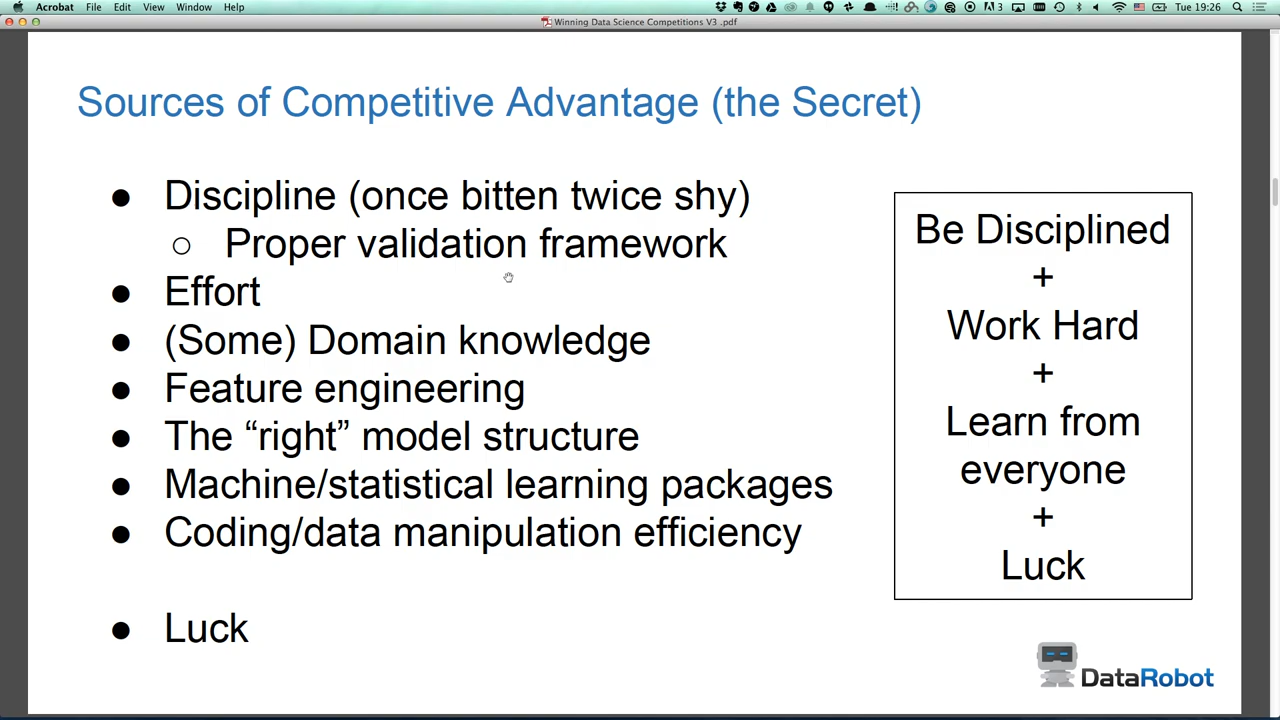 Acrobat File Edit View Window Help
3 Tue 19:26
Winning Data Science Competitions V3 .pdf
Sources of Competitive Advantage (the Secret)
● Discipline (once bitten twice shy)
○ Proper validation framework
● Effort
● (Some) Domain knowledge
● Feature engineering
● The “right” model structure
● Machine/statistical learning packages
● Coding/data manipulation efficiency
● Luck
Be Disciplined
+
Work Hard
+
Learn from
everyone
+
Luck
DataRobot